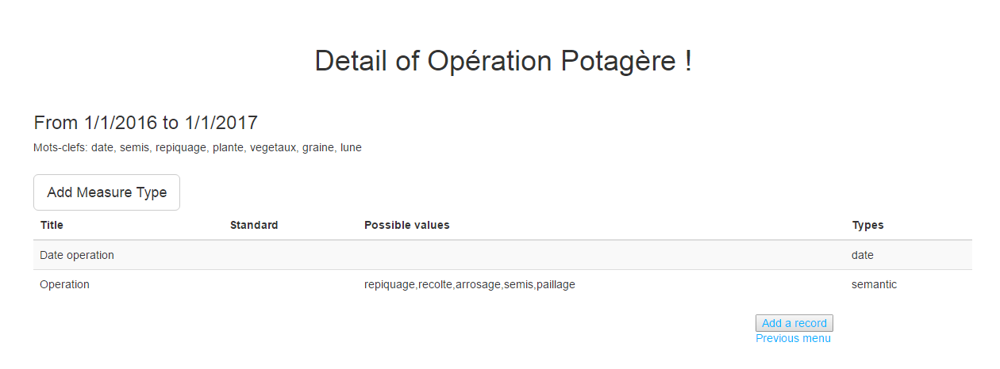 Detail of Opération Potagère !
From 1/1/2016 to 1/1/2017
Mots-clefs: date, semis, repiquage, plante, vegetaux, graine, lune
Add Measure Type
Title Standard Possible values Types
Date operation date
Operation repiquage,recolte,arrosage,semis,paillage semantic
Add a record
Previous menu